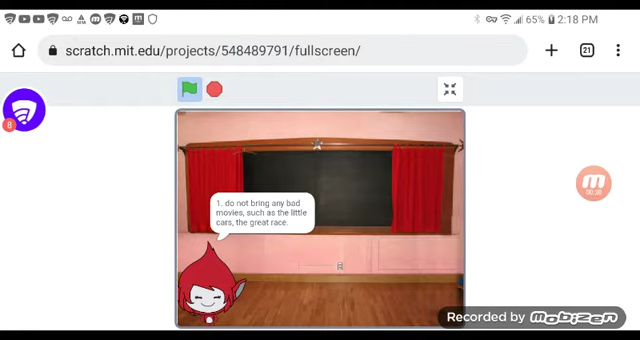 65% 2:18 PM
scratch.mit.edu/projects/548489791/fullscreen/
21
8
1. do not bring any bad
movies, such as the little
cars, the great race.
Recorded by Mobizen